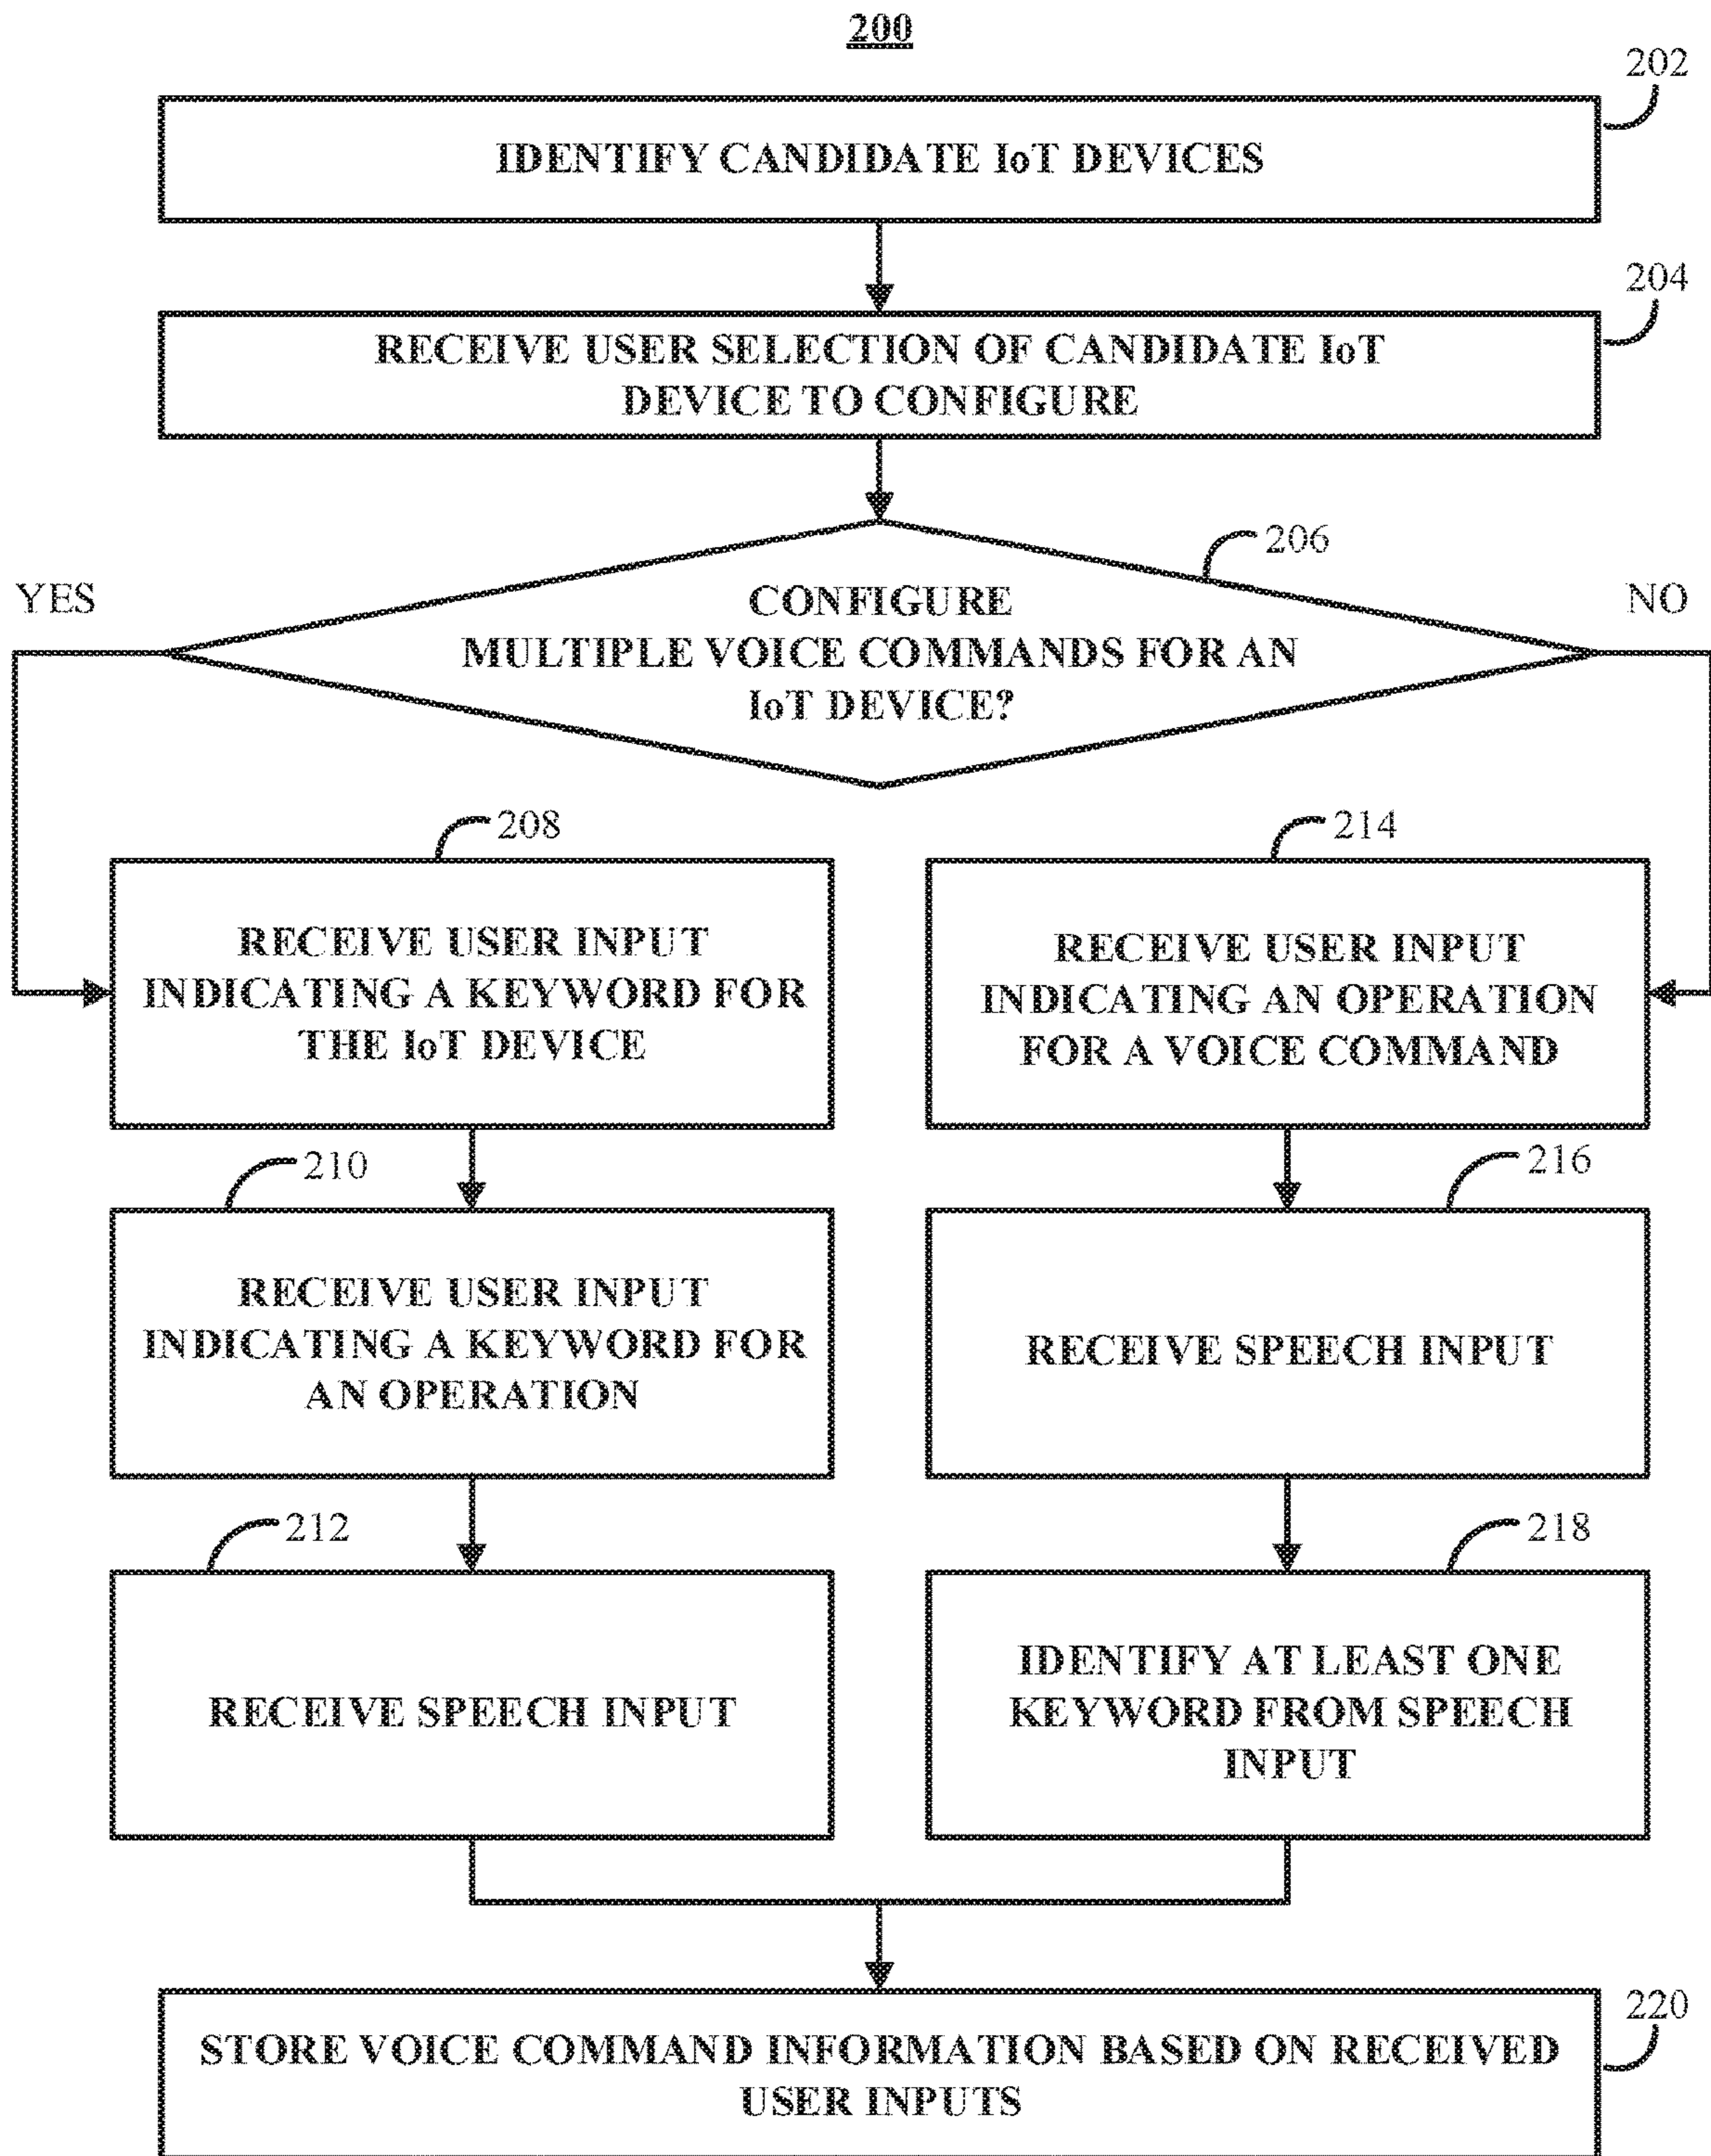 200
202
IDENTIFY CANDIDATE IoT DEVICES
204
RECEIVE USER SELECTION OF CANDIDATE IoT
DEVICE TO CONFIGURE
206
YES
NO
CONFIGURE
MULTIPLE VOICE COMMANDS FOR AN
IoT DEVICE?
208
RECEIVE USER INPUT
INDICATING A KEYWORD FOR
THE IoT DEVICE
210
RECEIVE USER INPUT
INDICATING A KEYWORD FOR
AN OPERATION
212
RECEIVE SPEECH INPUT
214
RECEIVE USER INPUT
INDICATING AN OPERATION
FOR A VOICE COMMAND
216
RECEIVE SPEECH INPUT
218
IDENTIFY AT LEAST ONE
KEYWORD FROM SPEECH
INPUT
220
STORE VOICE COMMAND INFORMATION BASED ON RECEIVED
USER INPUTS